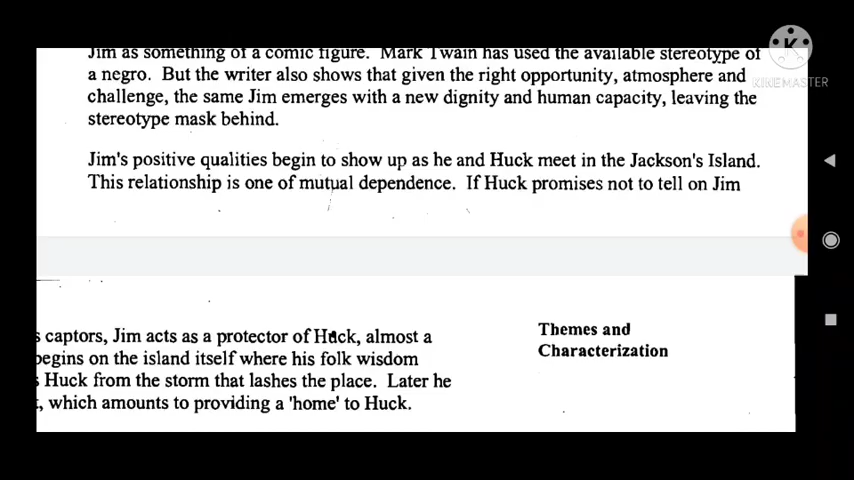 Jim as something of a comic figure. Mark Twain has used the available stereotype of
a negro. But the writer also shows that given the right opportunity, atmosphere and
challenge, the same Jim emerges with a new dignity and human capacity, leaving the
stereotype mask behind.
Jim's positive qualities begin to show up as he and Huck meet in the Jackson's Island.
This relationship is one of mutual dependence. If Huck promises not to tell on Jim
captors, Jim acts as a protector of Huck, almost a
begins on the island itself where his folk wisdom
Huck from the storm that lashes the place. Later he
, which amounts to providing a 'home' to Huck.
Themes and
Characterization
K
KINEMASTER